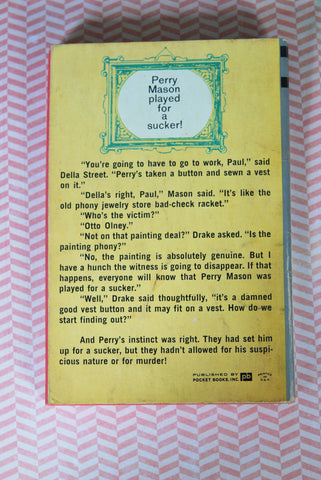 Perry
Mason
played
for
a
sucker!
"You're going to have to go to work, Paul," said
Della Street. "Perry's taken a button and sewn a vest
on it."
"Della's right, Paul," Mason said. "It's like the
old phony jewelry store bad-check racket."
"Who's the victim?"
"Otto Olney."
"Not on that painting deal?" Drake asked. "Is the
painting phony?"
"No, the painting is absolutely genuine. But I
have a hunch the witness is going to disappear. If that
happens, everyone will know that Perry Mason was
played for a sucker."
"Well," Drake said thoughtfully, "it's a damned
good vest button and it may fit on a vest. How do we
start finding out?"
And Perry's instinct was right. They had set him
up for a sucker, but they hadn't allowed for his suspi-
cious nature or for murder!
PUBLISHED BY
POCKET BOOKS, INC.
pb